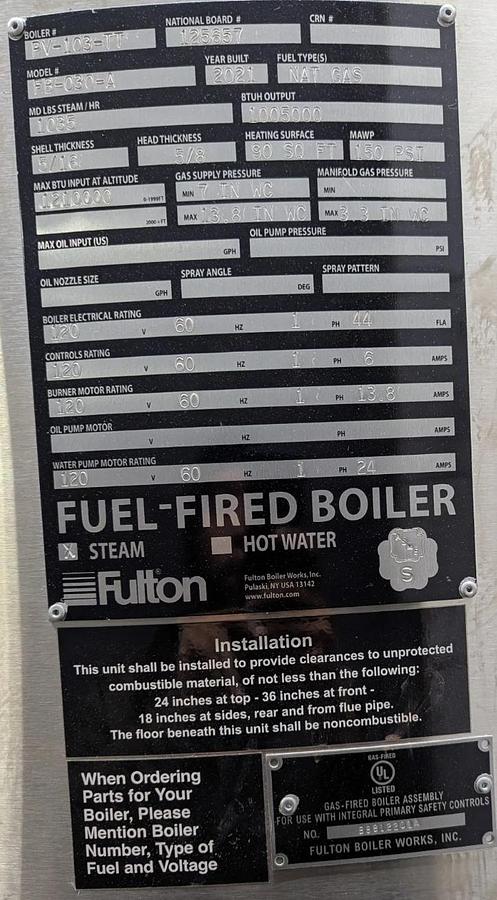 BOILER # NATIONAL BOARD # CRN #
PV-103-TT 125657
MODEL # YEAR BUILT FUEL TYPE(S)
FB-030-A 2021 NAT GAS
MD LBS STEAM / HR BTUH OUTPUT
1035 1005000
SHELL THICKNESS HEAD THICKNESS HEATING SURFACE MAWP
5/16 5/8 90 SQ FT 150 PSI
MAX BTU INPUT AT ALTITUDE GAS SUPPLY PRESSURE MANIFOLD GAS PRESSURE
1210000 0-1999FT MIN 7 IN WC MIN
2000 + FT MAX 13.8 IN WC MAX 3.3 IN WC
MAX OIL INPUT (US) GPH OIL PUMP PRESSURE PSI
OIL NOZZLE SIZE GPH SPRAY ANGLE DEG SPRAY PATTERN
BOILER ELECTRICAL RATING
120 V 60 HZ 1 PH 44 FLA
CONTROLS RATING
120 V 60 HZ 1 PH 6 AMPS
BURNER MOTOR RATING
120 V 60 HZ 1 PH 13.8 AMPS
OIL PUMP MOTOR
V HZ PH AMPS
WATER PUMP MOTOR RATING
120 V 60 HZ 1 PH 24 AMPS
FUEL-FIRED BOILER
X STEAM HOT WATER
Fulton®
Fulton Boiler Works, Inc.
Pulaski, NY USA 13142
www.fulton.com
S
Installation
This unit shall be installed to provide clearances to unprotected
combustible material, of not less than the following:
24 inches at top - 36 inches at front -
18 inches at sides, rear and from flue pipe.
The floor beneath this unit shall be noncombustible.
When Ordering
Parts for Your
Boiler, Please
Mention Boiler
Number, Type of
Fuel and Voltage
GAS-FIRED
UL
LISTED
GAS-FIRED BOILER ASSEMBLY
FOR USE WITH INTEGRAL PRIMARY SAFETY CONTROLS
NO.
FULTON BOILER WORKS, INC.